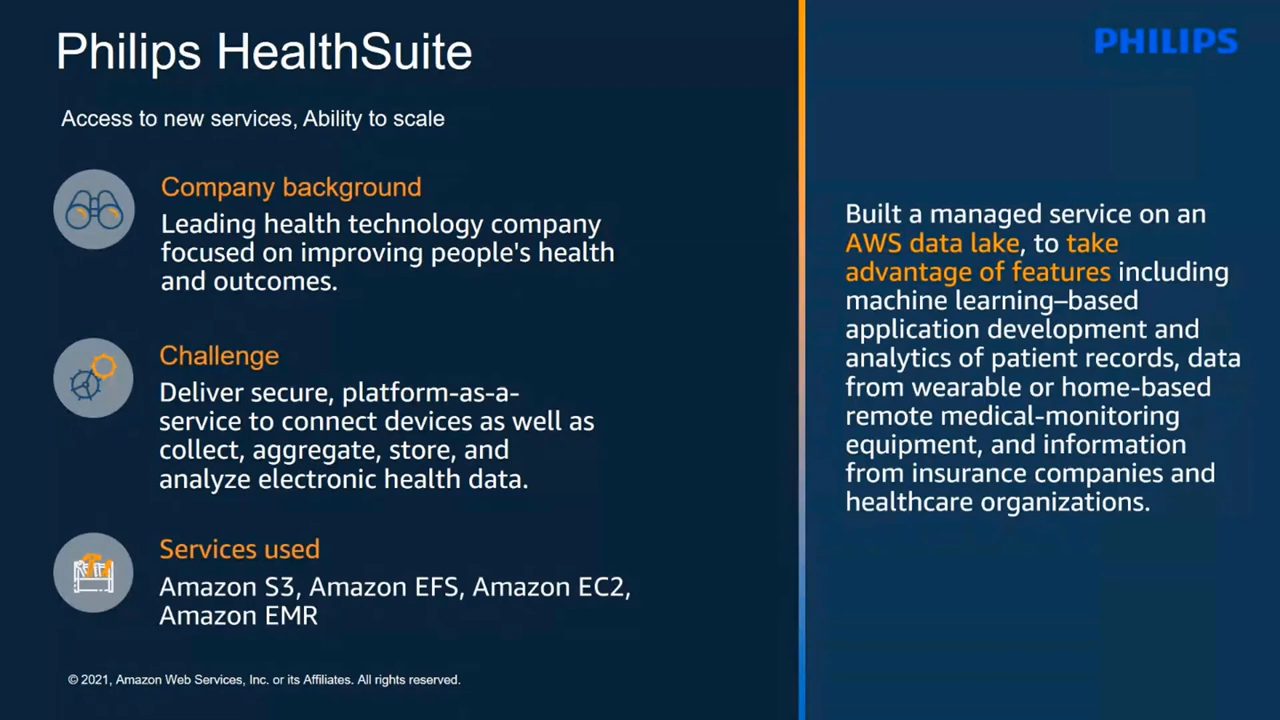 Philips HealthSuite
Access to new services, Ability to scale
Company background
Leading health technology company
focused on improving people's health
and outcomes.
Challenge
Deliver secure, platform-as-a-
service to connect devices as well as
collect, aggregate, store, and
analyze electronic health data.
Services used
Amazon S3, Amazon EFS, Amazon EC2,
Amazon EMR
© 2021, Amazon Web Services, Inc. or its Affiliates. All rights reserved.
PHILIPS
Built a managed service on an
AWS data lake, to take
advantage of features including
machine learning–based
application development and
analytics of patient records, data
from wearable or home-based
remote medical-monitoring
equipment, and information
from insurance companies and
healthcare organizations.